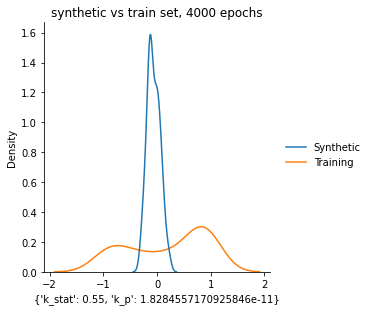 synthetic vs train set, 4000 epochs
1.6
1.4
1.2
1.0
0.8
0.6
0.4
0.2
0.0
Density
Synthetic
Training
−2 −1 0 1 2
{'k_stat': 0.55, 'k_p': 1.8284557170925846e-11}